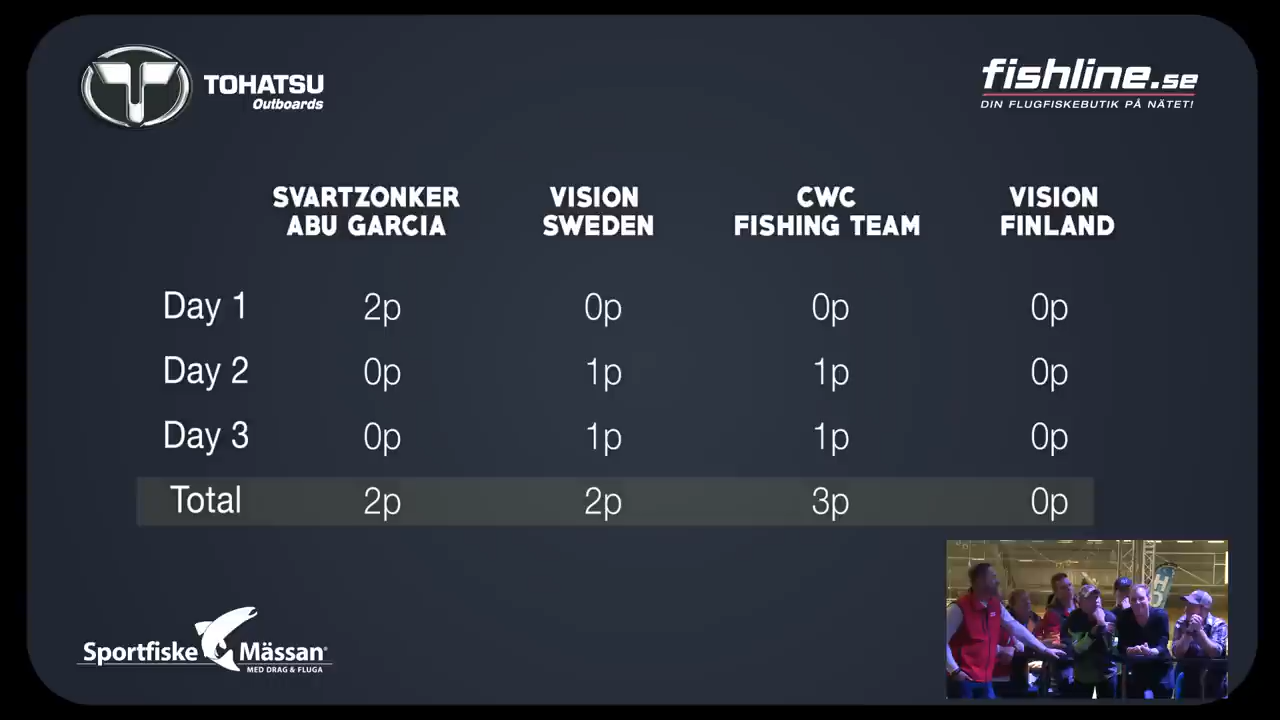 TOHATSU
Outboards
fishline.se
DIN FLUGFISKEBUTIK PÅ NÄTET!
SVARTZONKER
ABU GARCIA
VISION
SWEDEN
CWC
FISHING TEAM
VISION
FINLAND
Day 1 2p 0p 0p 0p
Day 2 0p 1p 1p 0p
Day 3 0p 1p 1p 0p
Total 2p 2p 3p 0p
Sportfiske Mässan®
MED DRAG & FLUGA